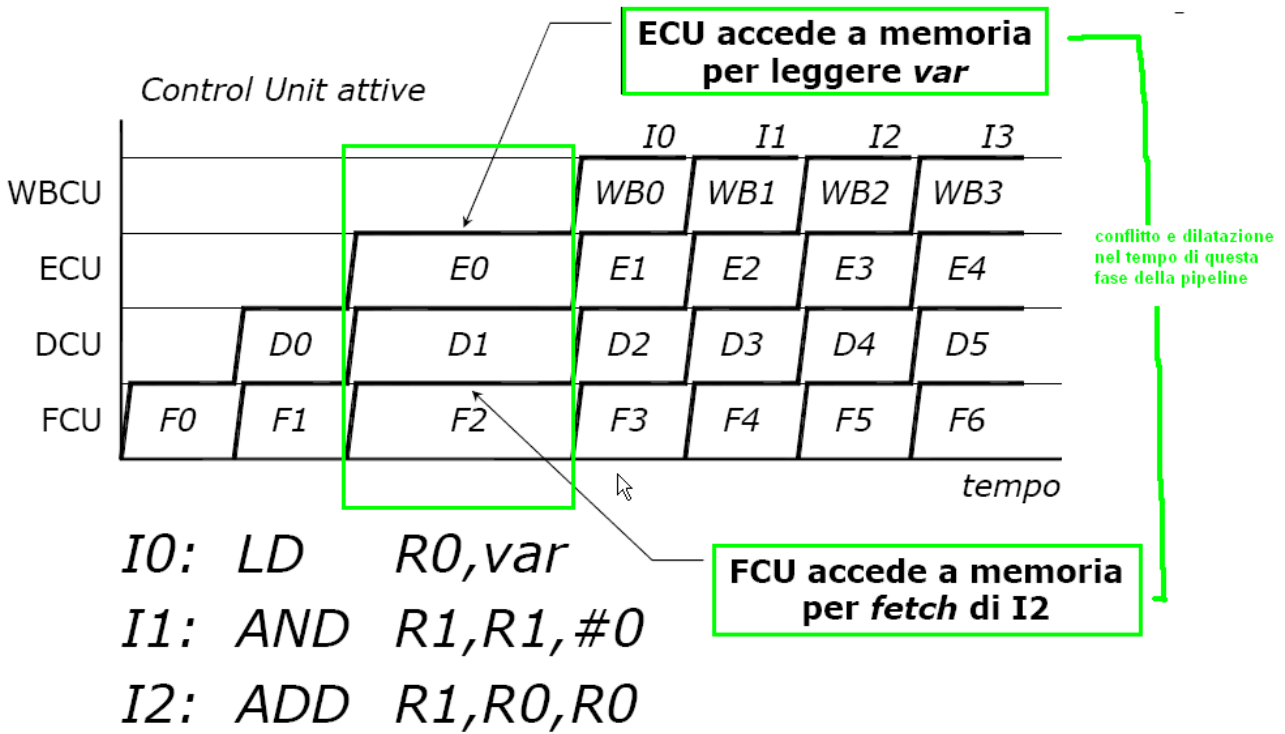 ECU accede a memoria
per leggere var
Control Unit attive
I0 I1 I2 I3
WBCU WB0 WB1 WB2 WB3
conflitto e dilatazione
nel tempo di questa
fase della pipeline
ECU E0 E1 E2 E3 E4
DCU D0 D1 D2 D3 D4 D5
FCU F0 F1 F2 F3 F4 F5 F6
tempo
I0: LD R0,var
FCU accede a memoria
per fetch di I2
I1: AND R1,R1,#0
I2: ADD R1,R0,R0